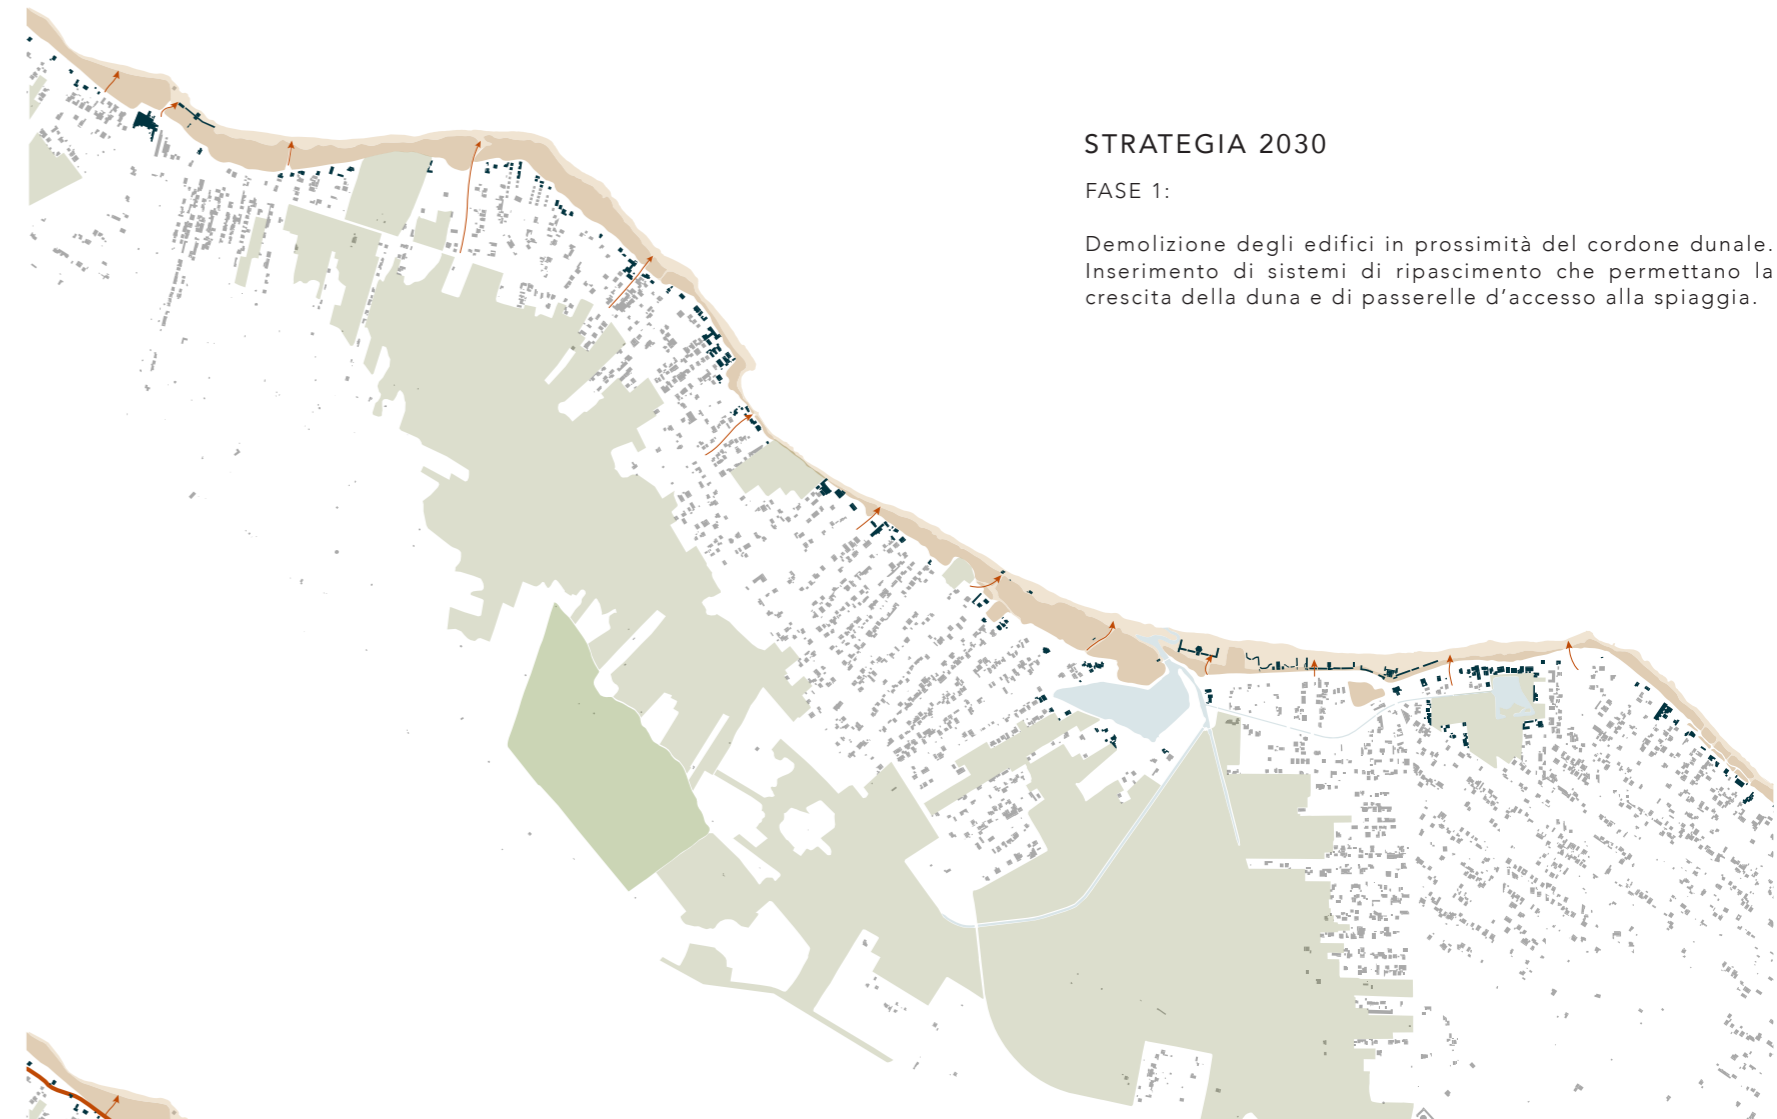 STRATEGIA 2030
FASE 1:
Demolizione degli edifici in prossimità del cordone dunale.
Inserimento di sistemi di ripascimento che permettano la
crescita della duna e di passerelle d’accesso alla spiaggia.